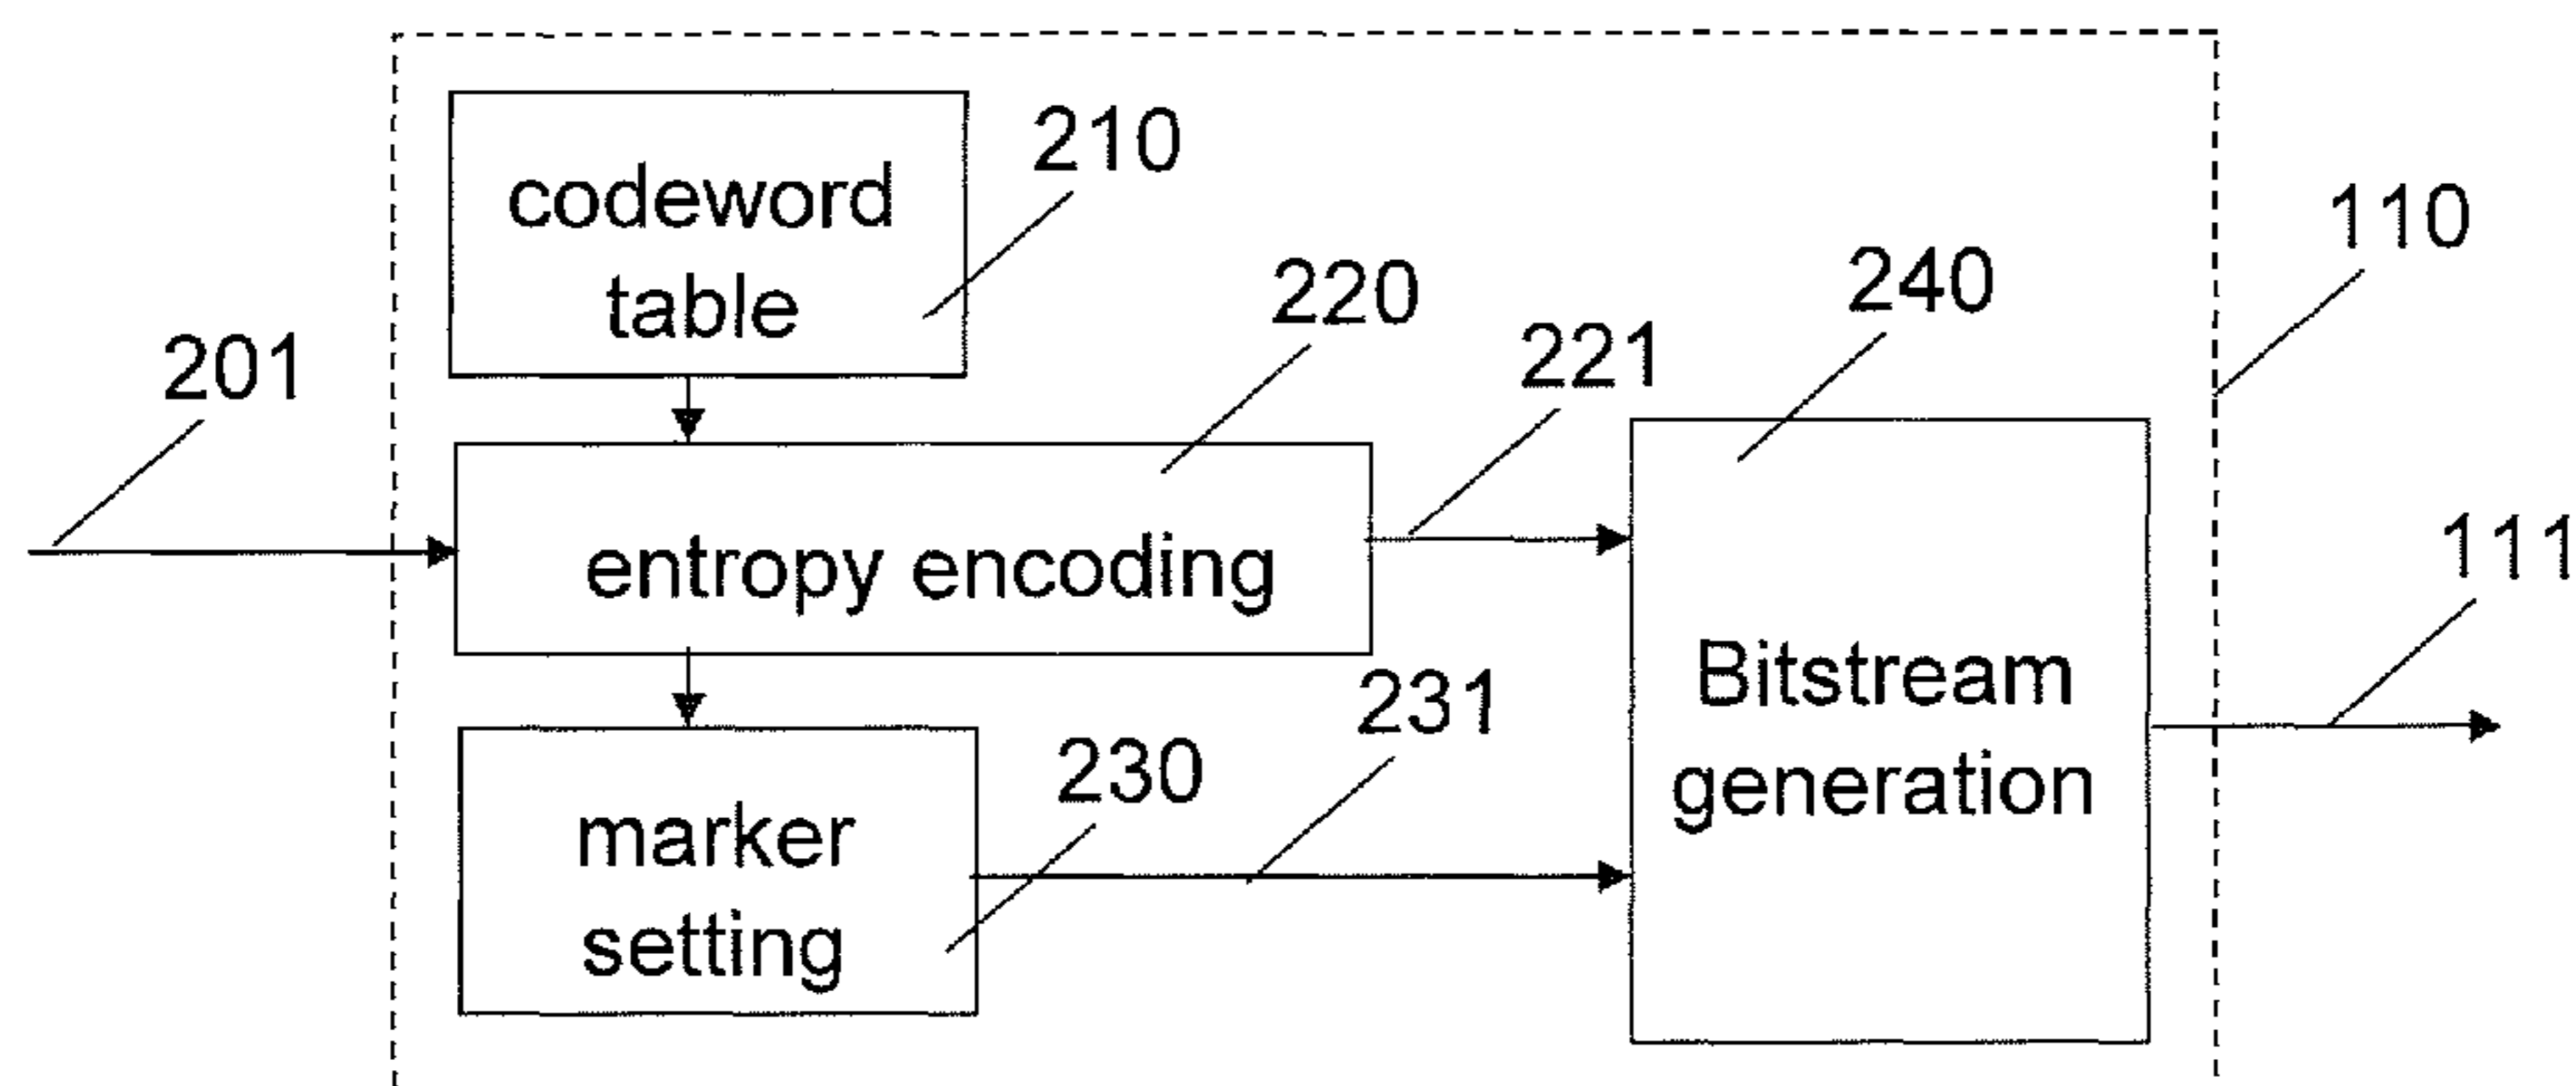 210
codeword
table
110
220
240
221
201
entropy encoding
111
231
Bitstream
generation
230
marker
setting